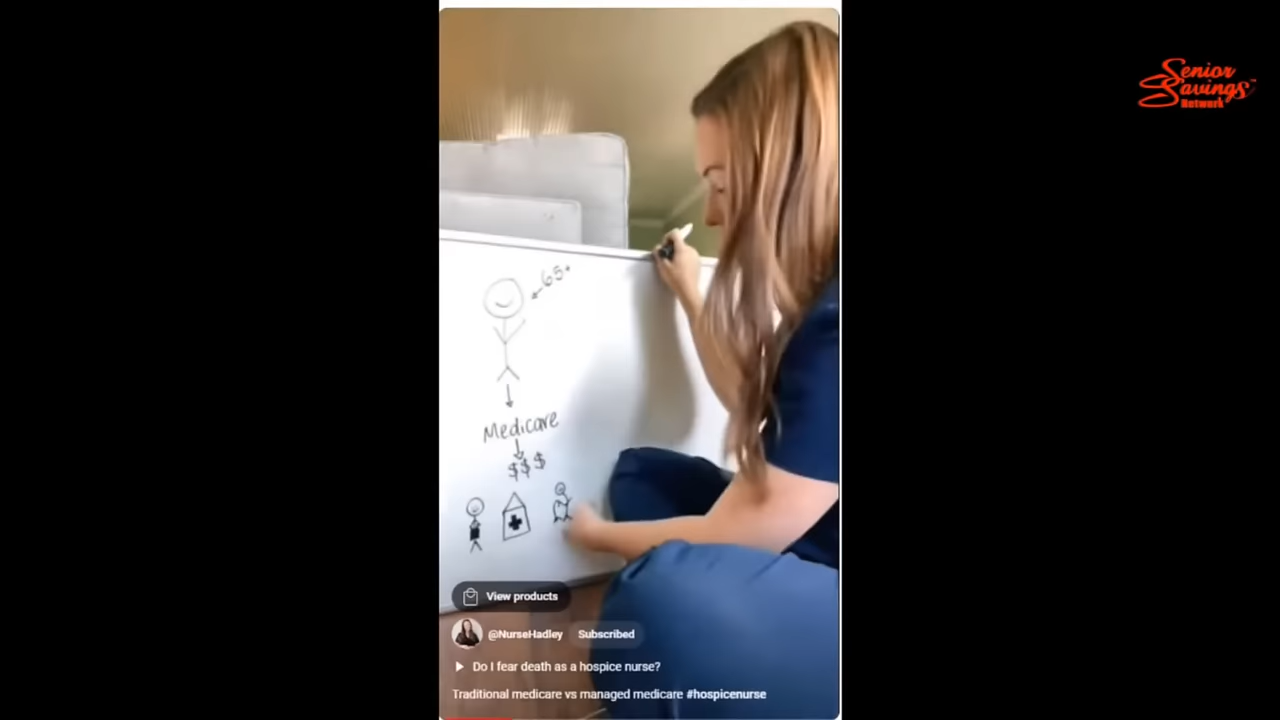 Senior
Savings™
Network
65
Medicare
$$$
View products
@NurseHadley Subscribed
Do I fear death as a hospice nurse?
Traditional medicare vs managed medicare #hospicenurse